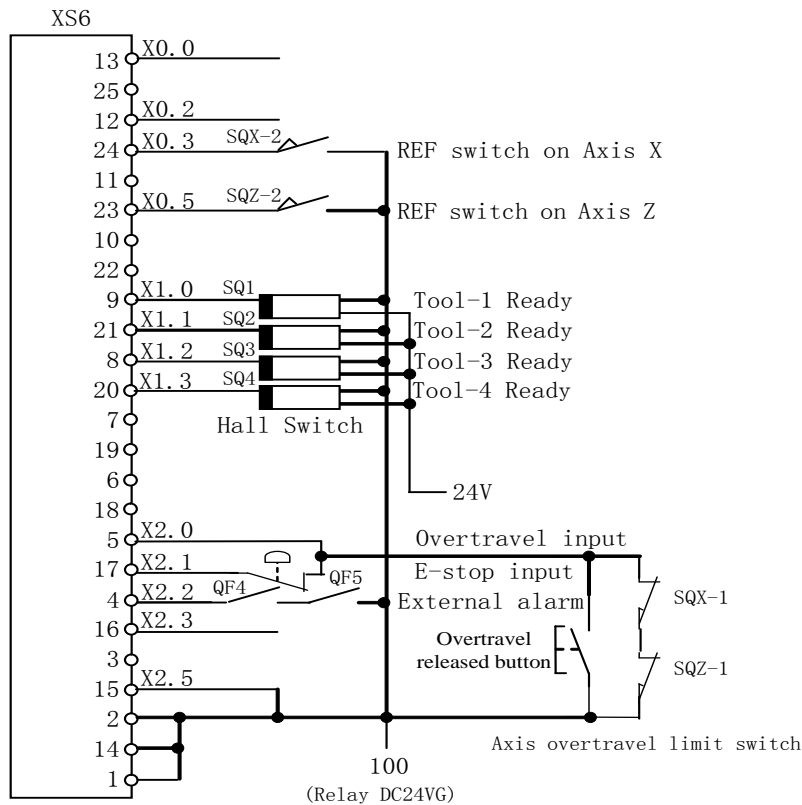 XS6
13 X0.0
25
12 X0.2
24 X0.3 SQX-2 REF switch on Axis X
11
23 X0.5 SQZ-2 REF switch on Axis Z
10
22
9 X1.0 SQ1 Tool-1 Ready
21 X1.1 SQ2 Tool-2 Ready
8 X1.2 SQ3 Tool-3 Ready
20 X1.3 SQ4 Tool-4 Ready
7
Hall Switch
19
6
24V
18
5 X2.0 Overtravel input
17 X2.1 E-stop input
4 X2.2 QF4 QF5 External alarm SQX-1
16 X2.3
Overtravel
released button
3
SQZ-1
15 X2.5
2
14 Axis overtravel limit switch
1
100
(Relay DC24VG)